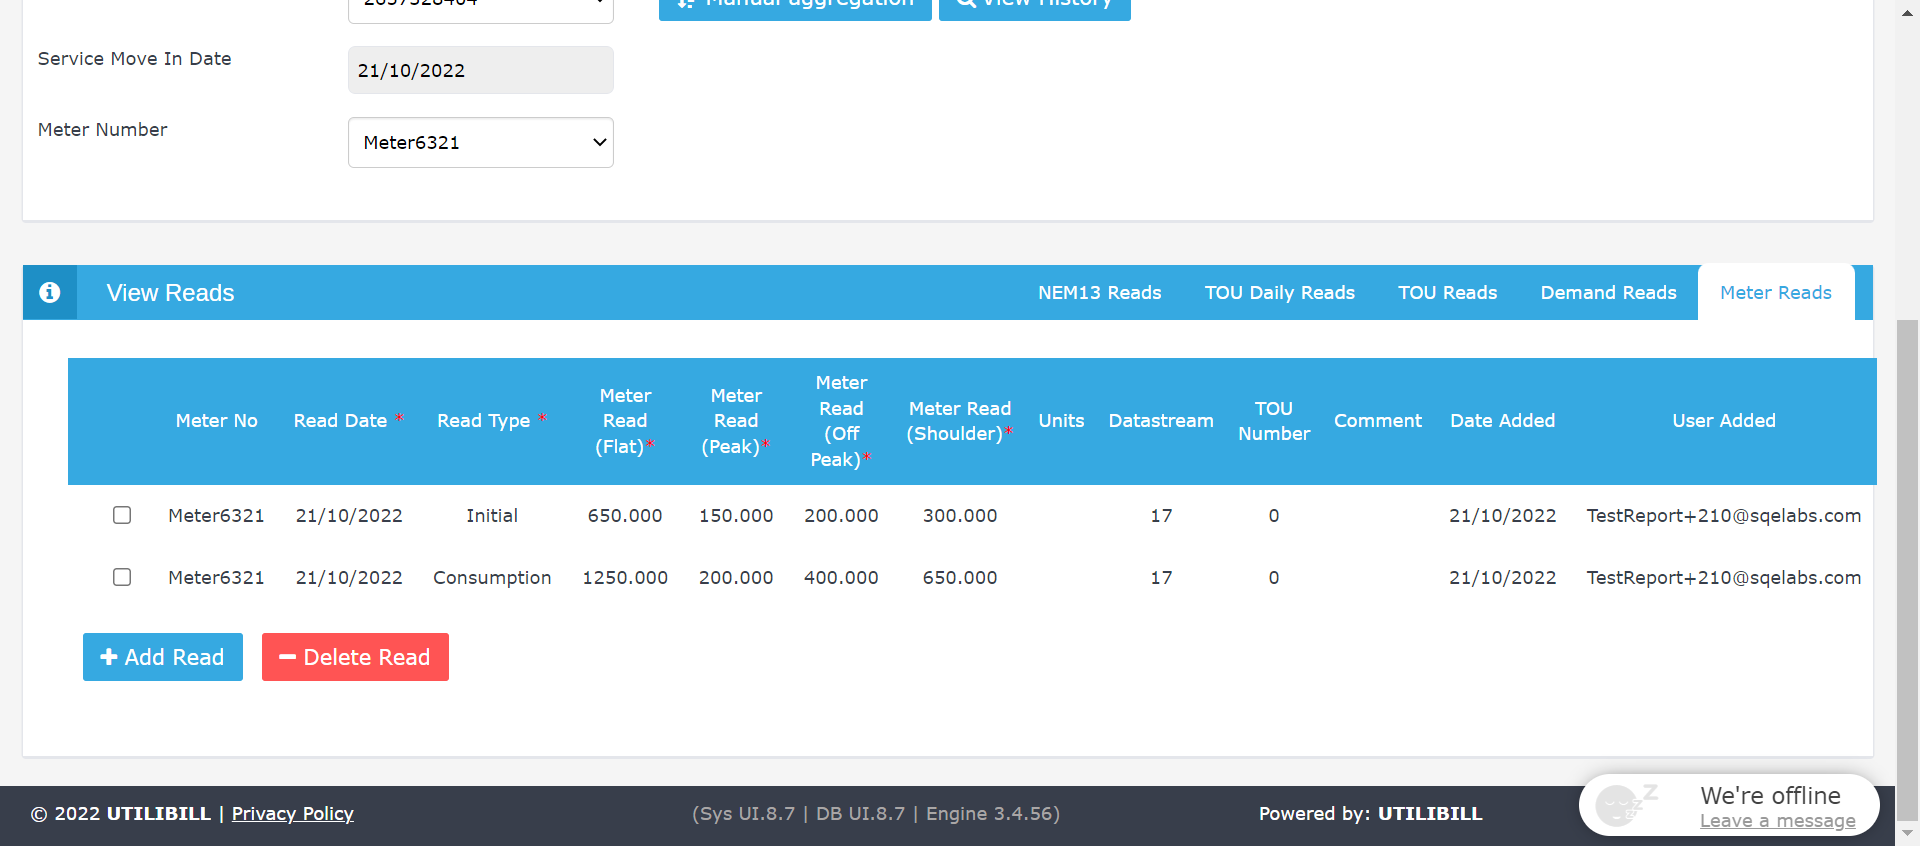 Service Move In Date
21/10/2022
Meter Number
Meter6321
View Reads
NEM13 Reads
TOU Daily Reads
TOU Reads
Demand Reads
Meter Reads
Meter No
Read Date *
Read Type *
Meter
Read
(Flat)*
Meter
Read
(Peak)*
Meter
Read
(Off
Peak)*
Meter Read
(Shoulder)*
Units
Datastream
TOU
Number
Comment
Date Added
User Added
Meter6321 21/10/2022 Initial 650.000 150.000 200.000 300.000 17 0 21/10/2022 TestReport+210@sqelabs.com
Meter6321 21/10/2022 Consumption 1250.000 200.000 400.000 650.000 17 0 21/10/2022 TestReport+210@sqelabs.com
Add Read
Delete Read
© 2022 UTILIBILL | Privacy Policy
(Sys UI.8.7 | DB UI.8.7 | Engine 3.4.56)
Powered by: UTILIBILL
We're offline
Leave a message